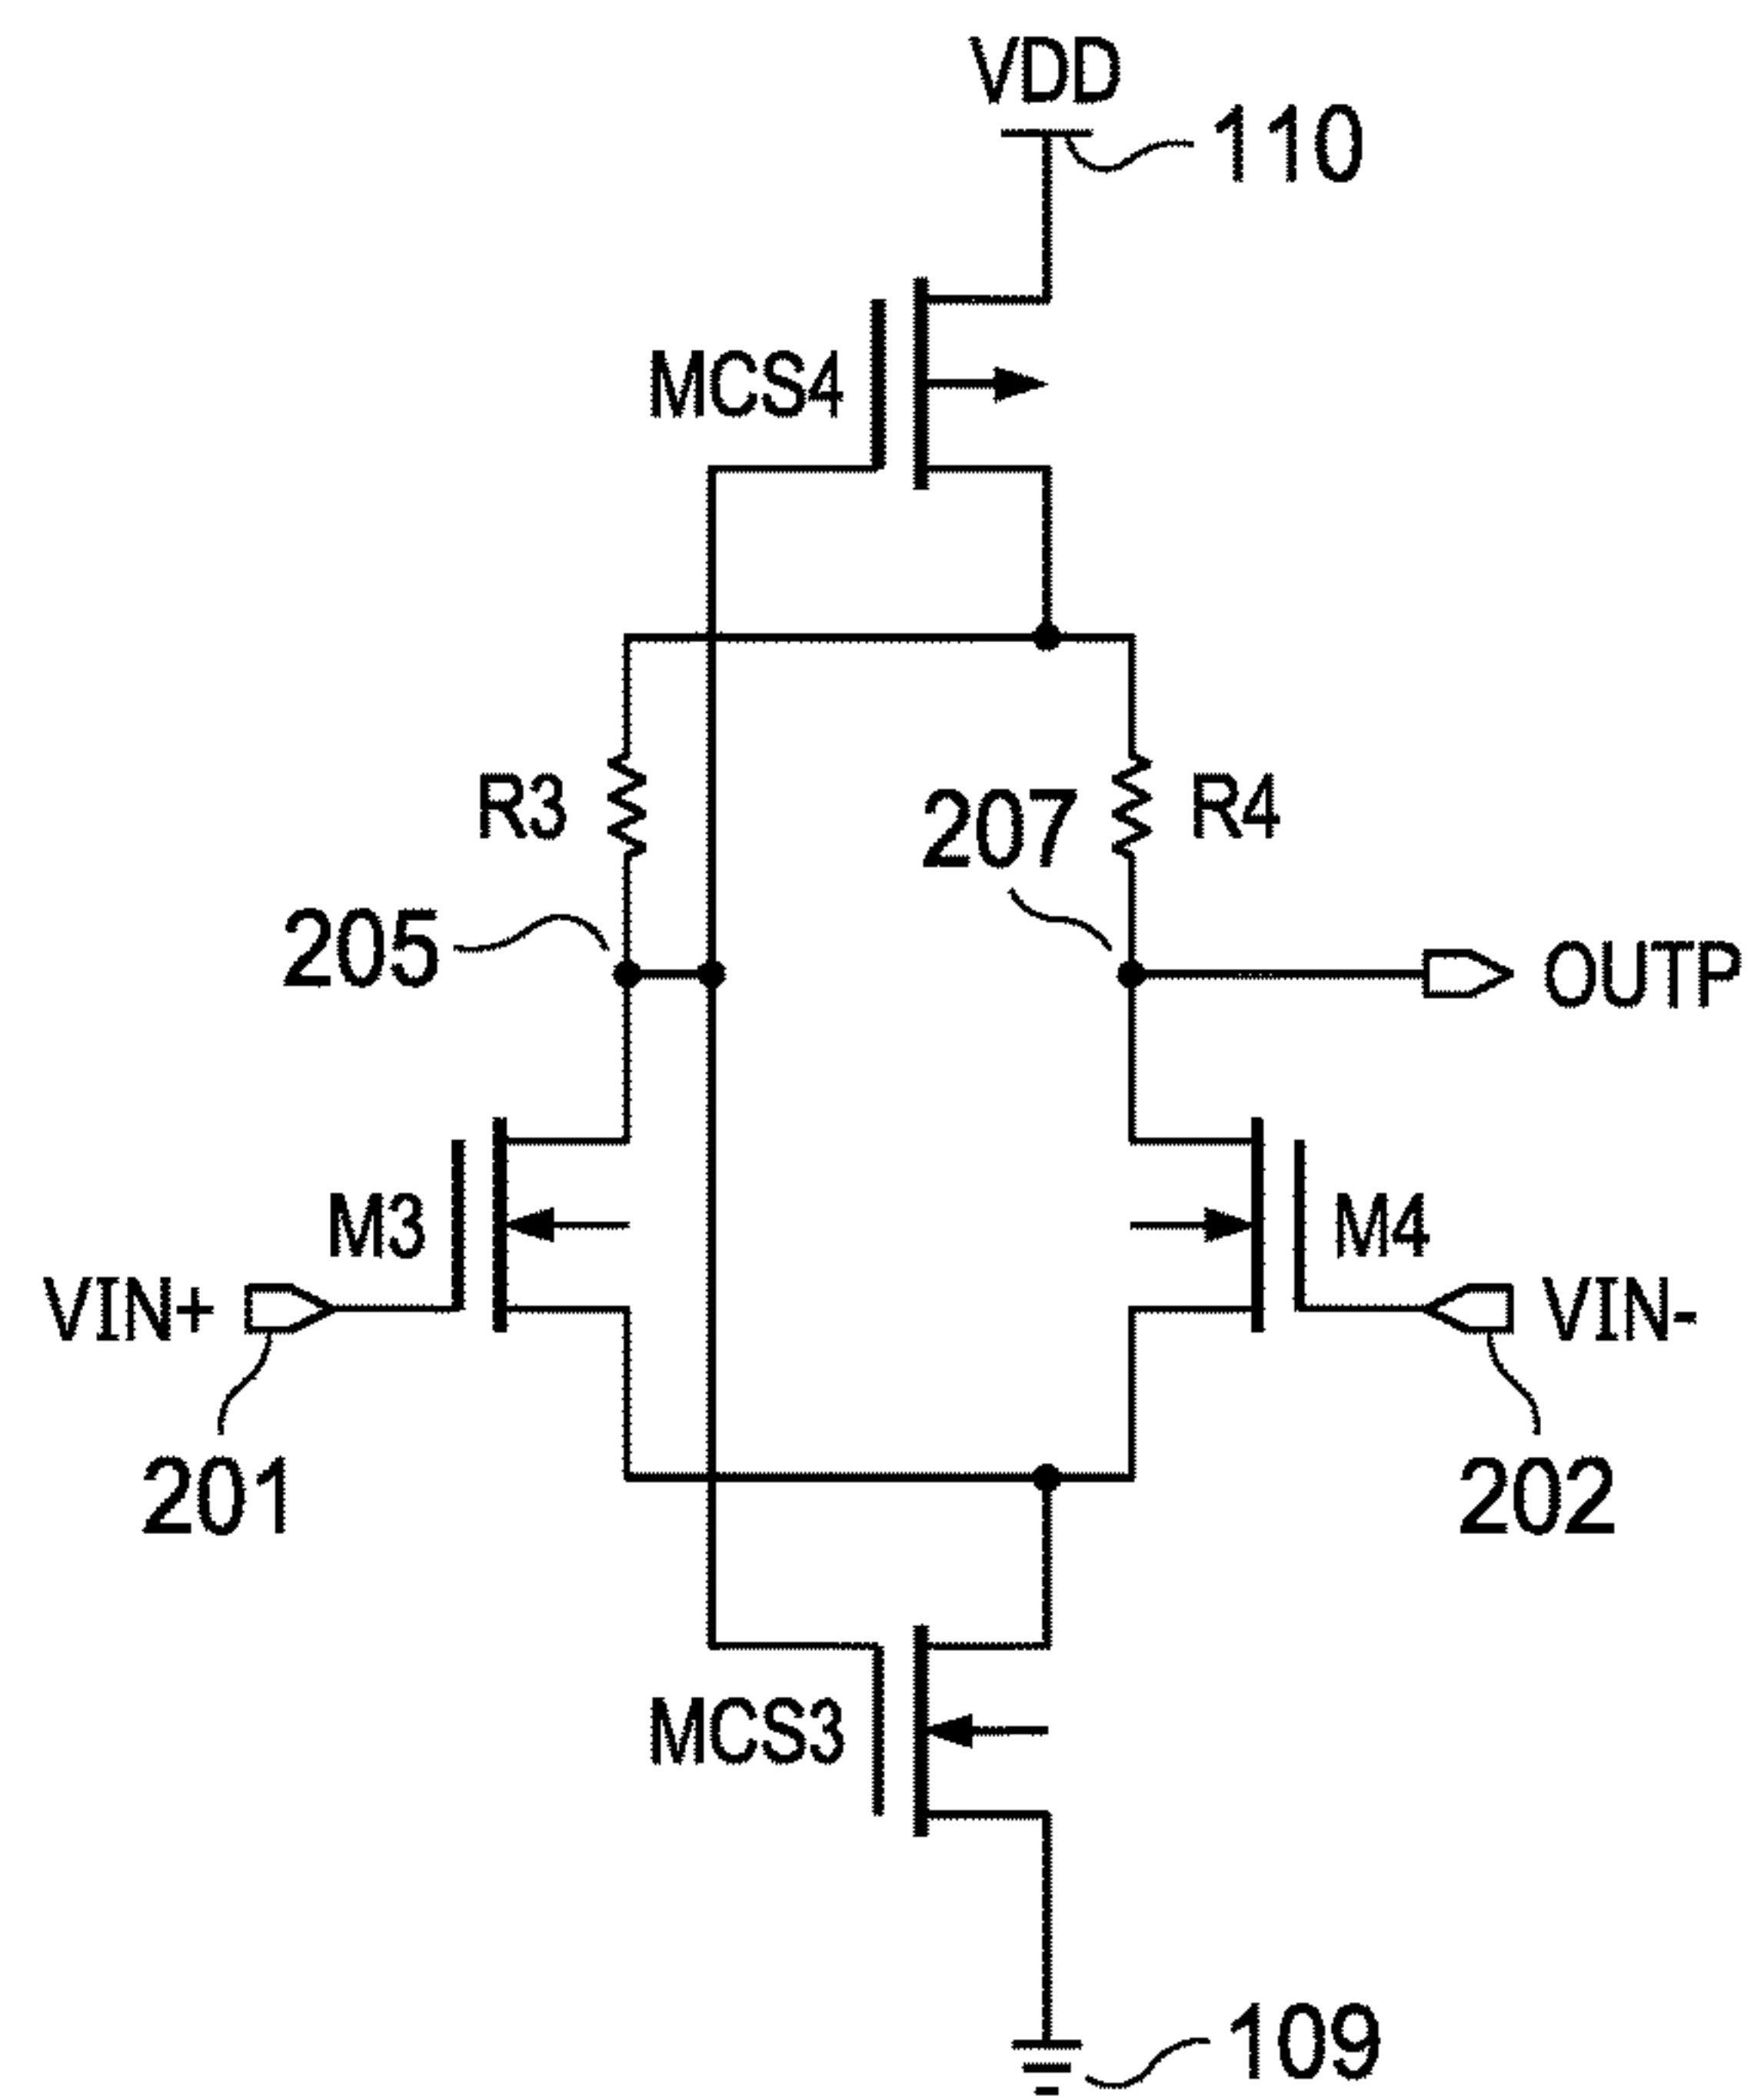 VDD
110
MCS4
R3
207
R4
205
OUTP
M3
M4
VIN+
VIN-
201
202
MCS3
109